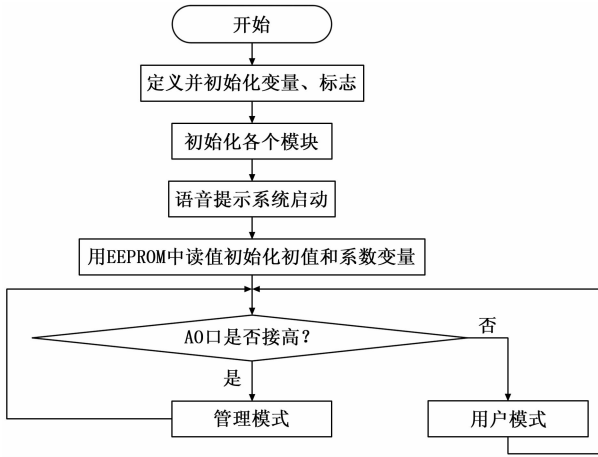 开始
定义并初始化变量、标志
初始化各个模块
语音提示系统启动
用EEPROM中读值初始化初值和系数变量
A0口是否接高?
否
是
管理模式
用户模式